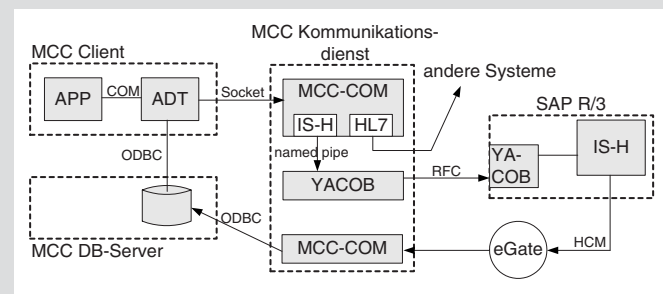 MCC Kommunikations-
dienst
MCC Client
andere Systeme
APP
COM
ADT
Socket
MCC-COM
IS-H
HL7
SAP R/3
IS-H
YA-
COB
ODBC
named pipe
YACOB
RFC
ODBC
MCC-COM
eGate
HCM
MCC DB-Server